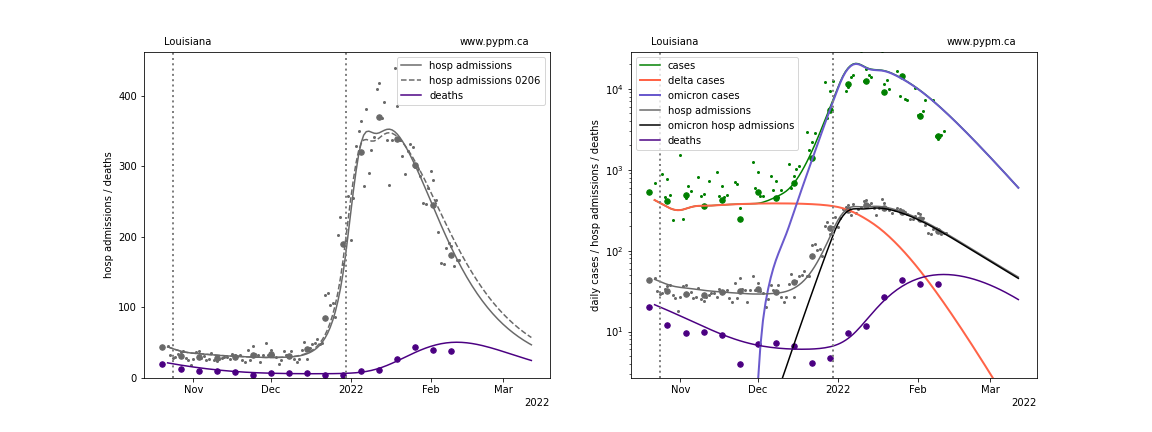 Louisiana www.pypm.ca
hosp admissions
hosp admissions 0206
deaths
hosp admissions / deaths
400
300
200
100
0
Nov Dec 2022 Feb Mar
2022
Louisiana www.pypm.ca
cases
delta cases
omicron cases
hosp admissions
omicron hosp admissions
deaths
daily cases / hosp admissions / deaths
10⁴
10³
10²
10¹
Nov Dec 2022 Feb Mar
2022